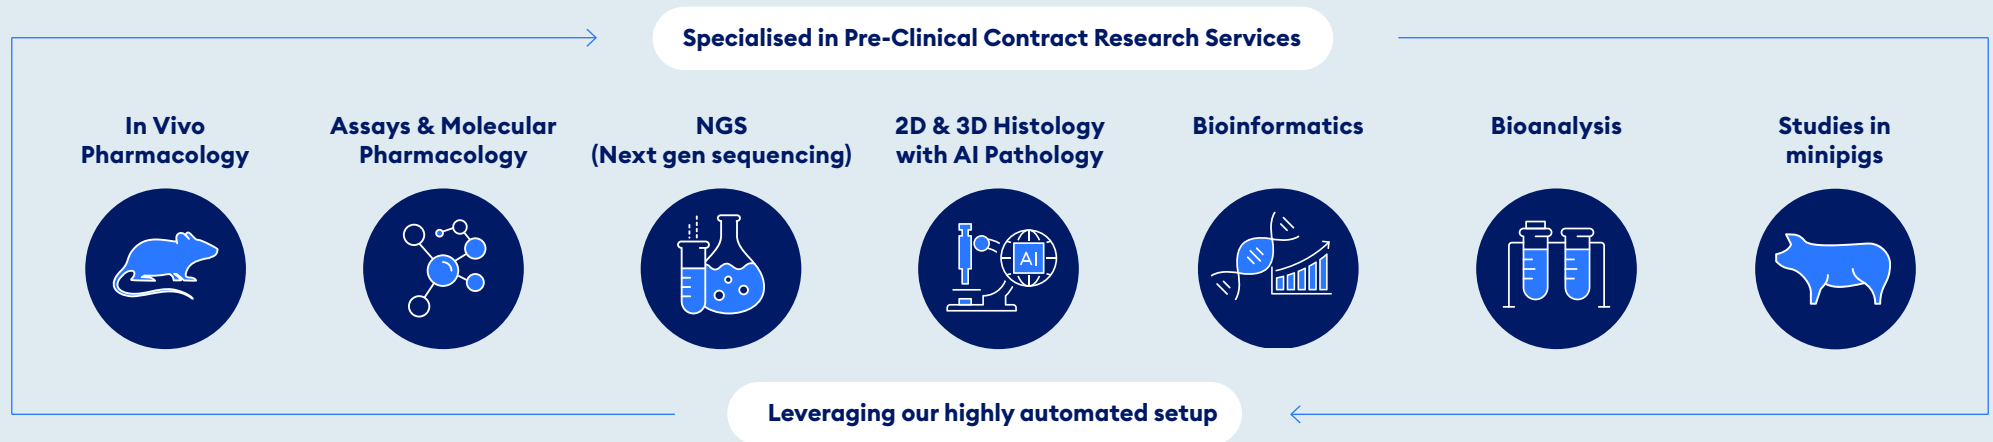 Specialised in Pre-Clinical Contract Research Services
In Vivo
Pharmacology
Assays & Molecular
Pharmacology
NGS
(Next gen sequencing)
2D & 3D Histology
with AI Pathology
Bioinformatics
Bioanalysis
Studies in
minipigs
AI
Leveraging our highly automated setup